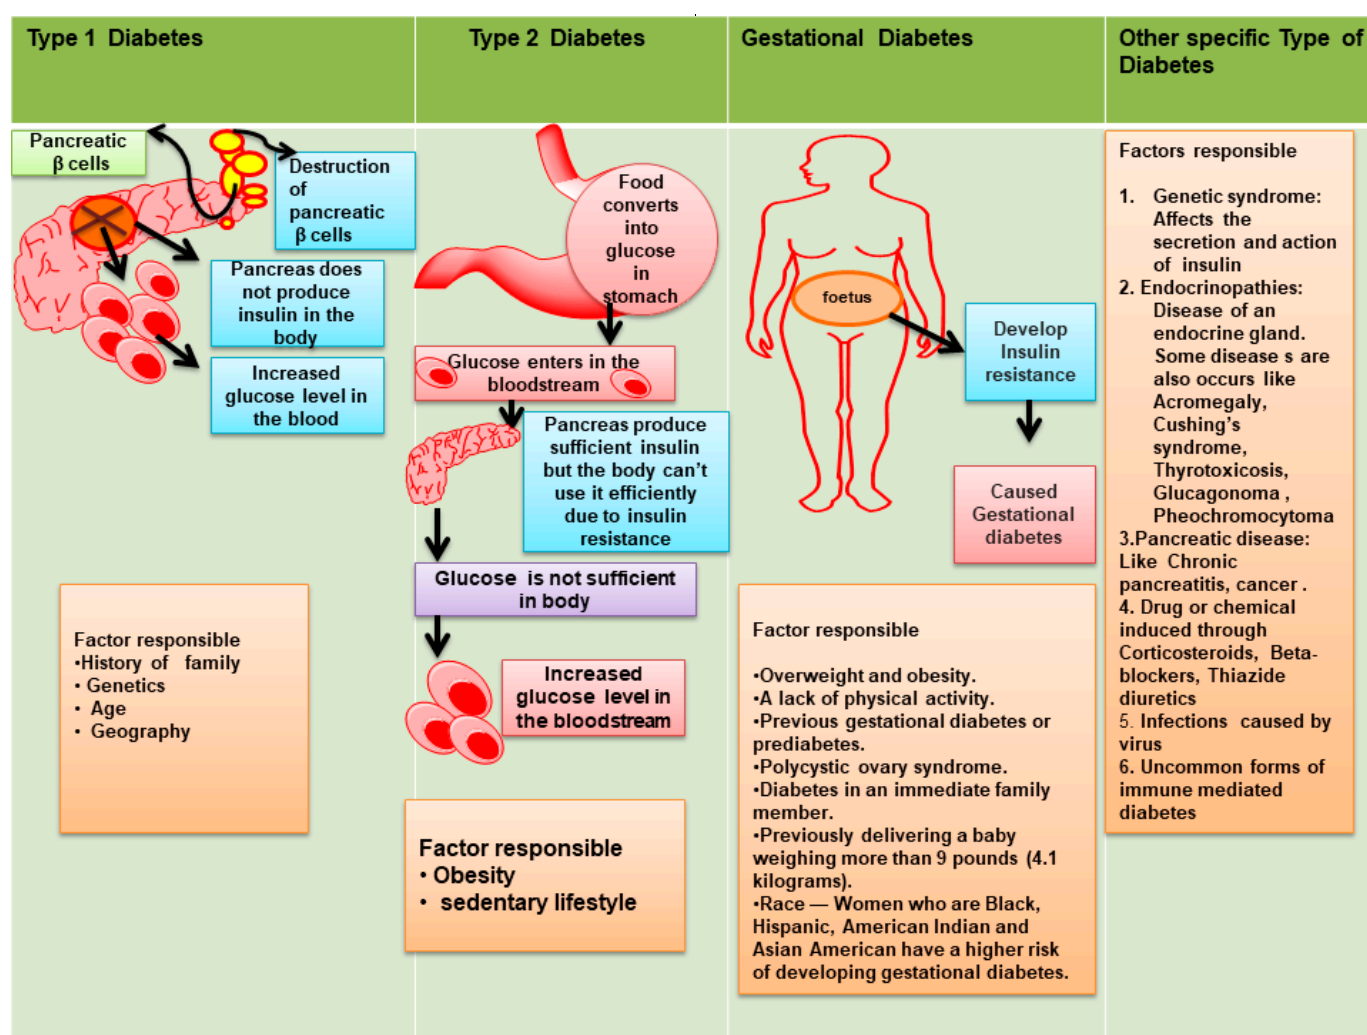 Type 1 Diabetes
Type 2 Diabetes
Gestational Diabetes
Other specific Type of
Diabetes
Pancreatic
β cells
Destruction
of
pancreatic
β cells
Pancreas does
not produce
insulin in the
body
Increased
glucose level in
the blood
Factor responsible
•History of family
• Genetics
• Age
• Geography
Food
converts
into
glucose
in
stomach
Glucose enters in the
bloodstream
Pancreas produce
sufficient insulin
but the body can't
use it efficiently
due to insulin
resistance
Glucose is not sufficient
in body
Increased
glucose level in
the bloodstream
Factor responsible
• Obesity
• sedentary lifestyle
foetus
Develop
Insulin
resistance
Caused
Gestational
diabetes
Factor responsible
•Overweight and obesity.
•A lack of physical activity.
•Previous gestational diabetes or
prediabetes.
•Polycystic ovary syndrome.
•Diabetes in an immediate family
member.
•Previously delivering a baby
weighing more than 9 pounds (4.1
kilograms).
•Race — Women who are Black,
Hispanic, American Indian and
Asian American have a higher risk
of developing gestational diabetes.
Factors responsible
1. Genetic syndrome:
Affects the
secretion and action
of insulin
2. Endocrinopathies:
Disease of an
endocrine gland.
Some disease s are
also occurs like
Acromegaly,
Cushing's
syndrome,
Thyrotoxicosis,
Glucagonoma ,
Pheochromocytoma
3.Pancreatic disease:
Like Chronic
pancreatitis, cancer .
4. Drug or chemical
induced through
Corticosteroids, Beta-
blockers, Thiazide
diuretics
5. Infections caused by
virus
6. Uncommon forms of
immune mediated
diabetes